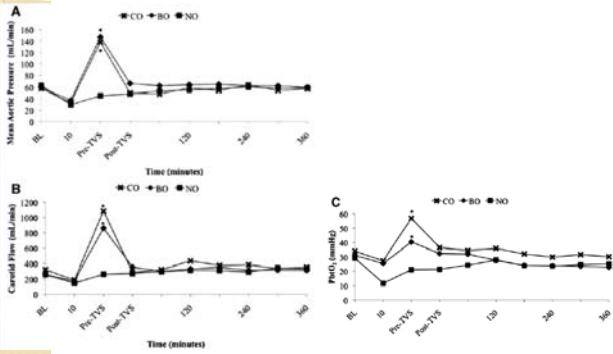 A
CO BO NO
Mean Aortic Pressure (mL/min)
160
140
120
100
80
60
40
20
0
*
*
BL
10
Pre-TVS
Post-TVS
120
240
360
Time (minutes)
B
CO BO NO
Carotid Flow (mL/min)
1200
1000
800
600
400
200
0
*
*
BL
10
Pre-TVS
Post-TVS
120
240
360
Time (minutes)
C
CO BO NO
PbtO₂ (mmHg)
60
50
40
30
20
10
0
*
*
BL
10
Pre-TVS
Post-TVS
120
240
360